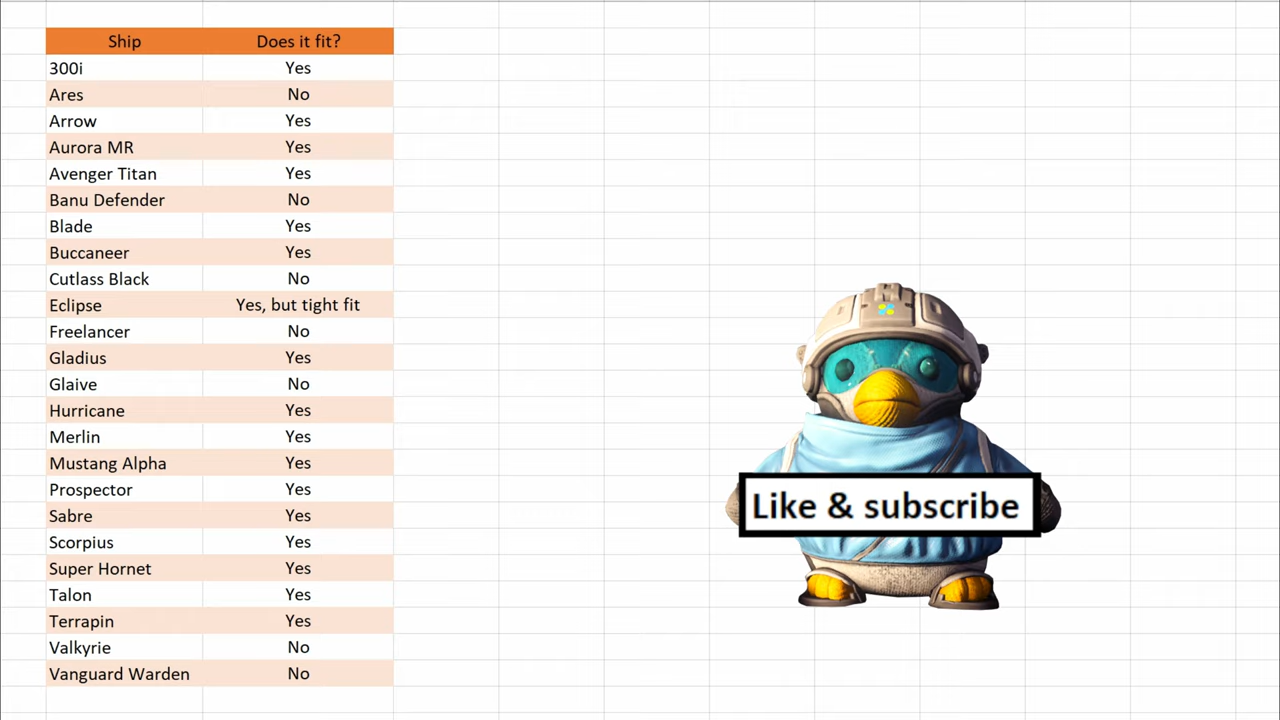 Ship Does it fit?
300i Yes
Ares No
Arrow Yes
Aurora MR Yes
Avenger Titan Yes
Banu Defender No
Blade Yes
Buccaneer Yes
Cutlass Black No
Eclipse Yes, but tight fit
Freelancer No
Gladius Yes
Glaive No
Hurricane Yes
Merlin Yes
Mustang Alpha Yes
Prospector Yes
Sabre Yes
Scorpius Yes
Super Hornet Yes
Talon Yes
Terrapin Yes
Valkyrie No
Vanguard Warden No
Like & subscribe